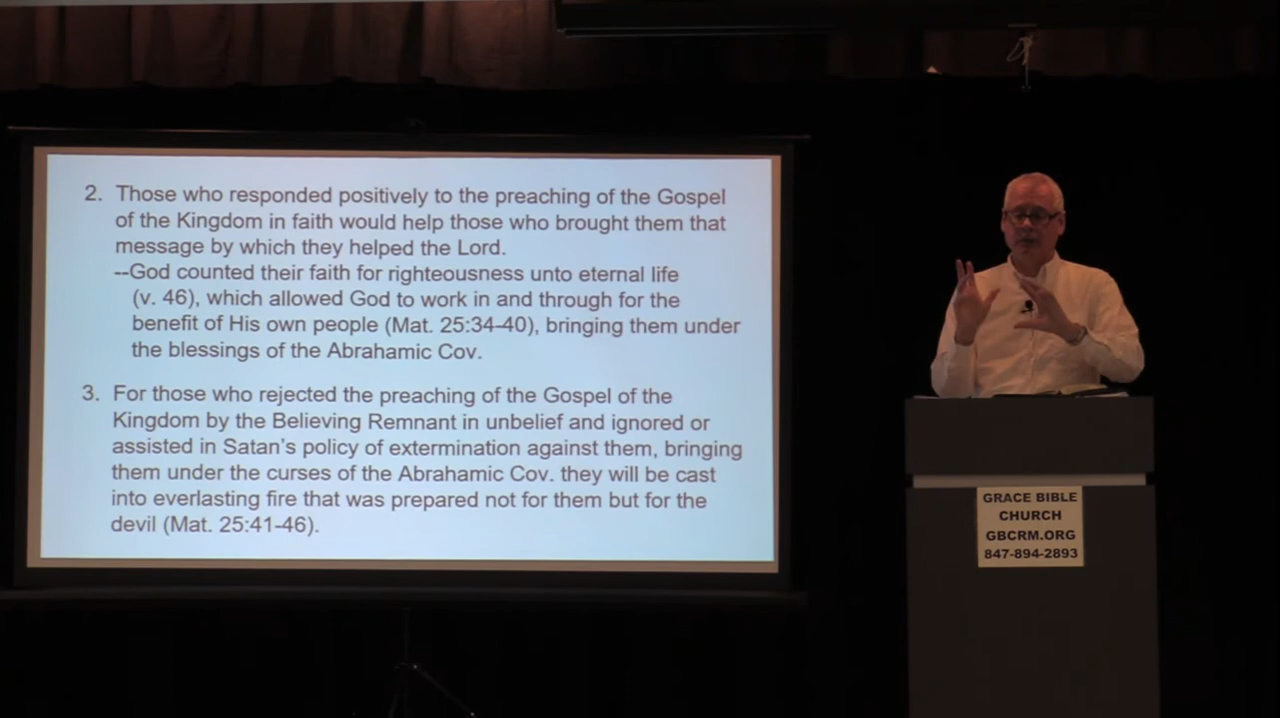 2. Those who responded positively to the preaching of the Gospel
of the Kingdom in faith would help those who brought them that
message by which they helped the Lord.
--God counted their faith for righteousness unto eternal life
(v. 46), which allowed God to work in and through for the
benefit of His own people (Mat. 25:34-40), bringing them under
the blessings of the Abrahamic Cov.
3. For those who rejected the preaching of the Gospel of the
Kingdom by the Believing Remnant in unbelief and ignored or
assisted in Satan's policy of extermination against them, bringing
them under the curses of the Abrahamic Cov. they will be cast
into everlasting fire that was prepared not for them but for the
devil (Mat. 25:41-46).
GRACE BIBLE
CHURCH
GBCRM.ORG
847-894-2893